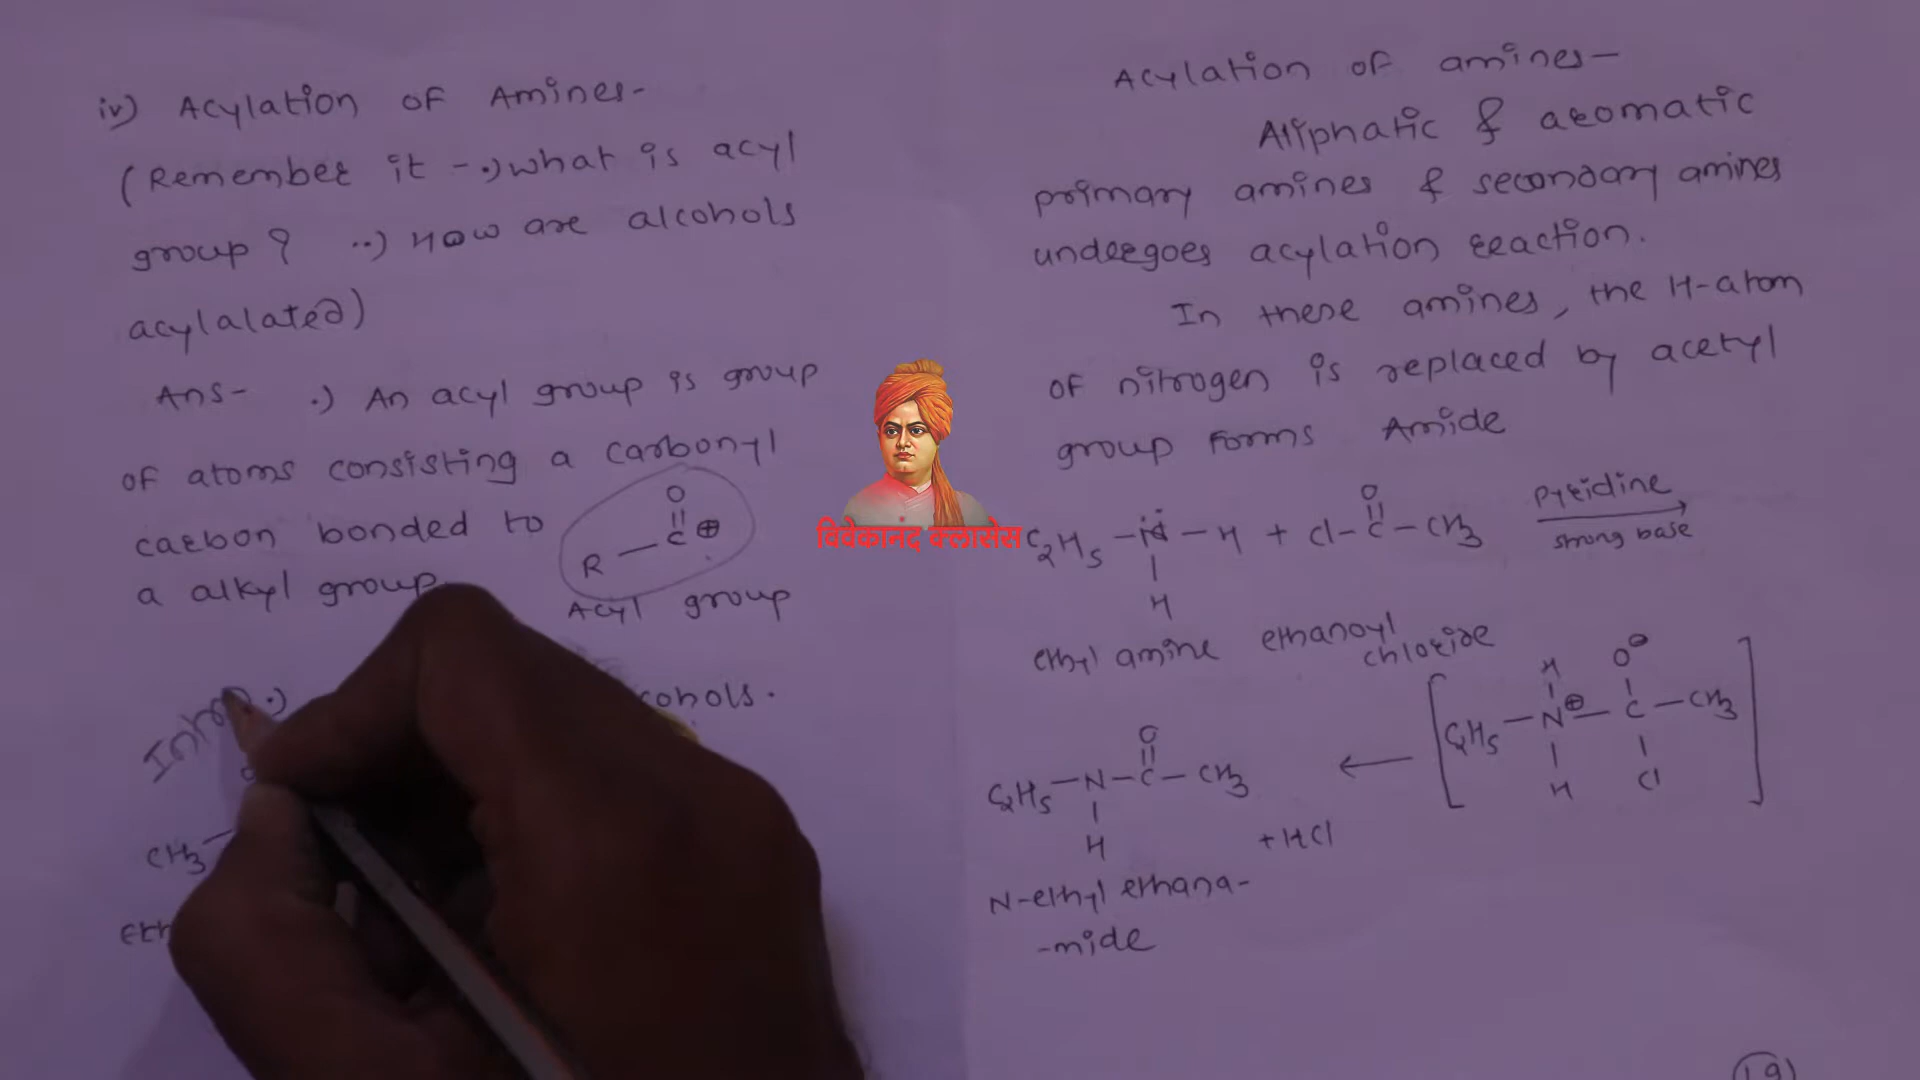 iv) Acylation of Amines-
(Remember it -.) what is acyl
group ? ..) How are alcohols
acylalated)
Ans- .) An acyl group is group
of atoms consisting a carbonyl
carbon bonded to
a alkyl group
O
||
R — C ⊕
Acyl group
.)
cohols.
CH3
Eth
Acylation of amines—
Aliphatic & aromatic
primary amines & secondary amines
undergoes acylation reaction.
In these amines, the H-atom
of nitrogen is replaced by acetyl
group forms Amide
C2H5 — N — H + Cl — C — CH3
O
||
|
H
Pyridine
strong base
ethyl amine ethanoyl
chloride
H O⊖
C2H5 — N⊕ — C — CH3
H Cl
O
||
C2H5 — N — C — CH3
|
H
+ HCl
N-ethyl ethana-
-mide
19
विवेकानंद क्लासेस